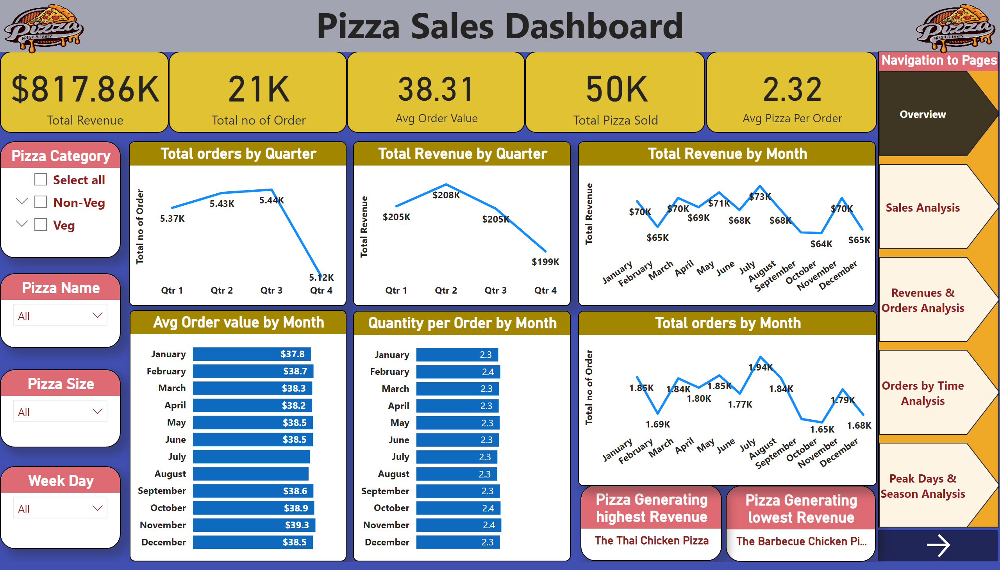 Pizza
FRESH & TASTY
Pizza Sales Dashboard
Pizza
FRESH & TASTY
$817.86K
Total Revenue
21K
Total no of Order
38.31
Avg Order Value
50K
Total Pizza Sold
2.32
Avg Pizza Per Order
Navigation to Pages
Overview
Sales Analysis
Revenues &
Orders Analysis
Orders by Time
Analysis
Peak Days &
Season Analysis
Pizza Category
Select all
Non-Veg
Veg
Pizza Name
All
Pizza Size
All
Week Day
All
Total orders by Quarter
Total no of Order
5.37K
5.43K
5.44K
5.12K
Qtr 1
Qtr 2
Qtr 3
Qtr 4
Total Revenue by Quarter
Total Revenue
$205K
$208K
$205K
$199K
Qtr 1
Qtr 2
Qtr 3
Qtr 4
Total Revenue by Month
Total Revenue
$70K
$65K
$70K
$69K
$71K
$68K
$73K
$68K
$64K
$70K
$65K
January
February
March
April
May
June
July
August
September
October
November
December
Avg Order value by Month
January $37.8
February $38.7
March $38.3
April $38.2
May $38.5
June $38.5
July
August
September $38.6
October $38.9
November $39.3
December $38.5
Quantity per Order by Month
January 2.3
February 2.4
March 2.3
April 2.3
May 2.3
June 2.3
July 2.3
August 2.3
September 2.3
October 2.4
November 2.4
December 2.3
Total orders by Month
Total no of Order
1.85K
1.69K
1.84K
1.80K
1.85K
1.77K
1.94K
1.84K
1.65K
1.79K
1.68K
January
February
March
April
May
June
July
August
September
October
November
December
Pizza Generating
highest Revenue
The Thai Chicken Pizza
Pizza Generating
lowest Revenue
The Barbecue Chicken Pi...